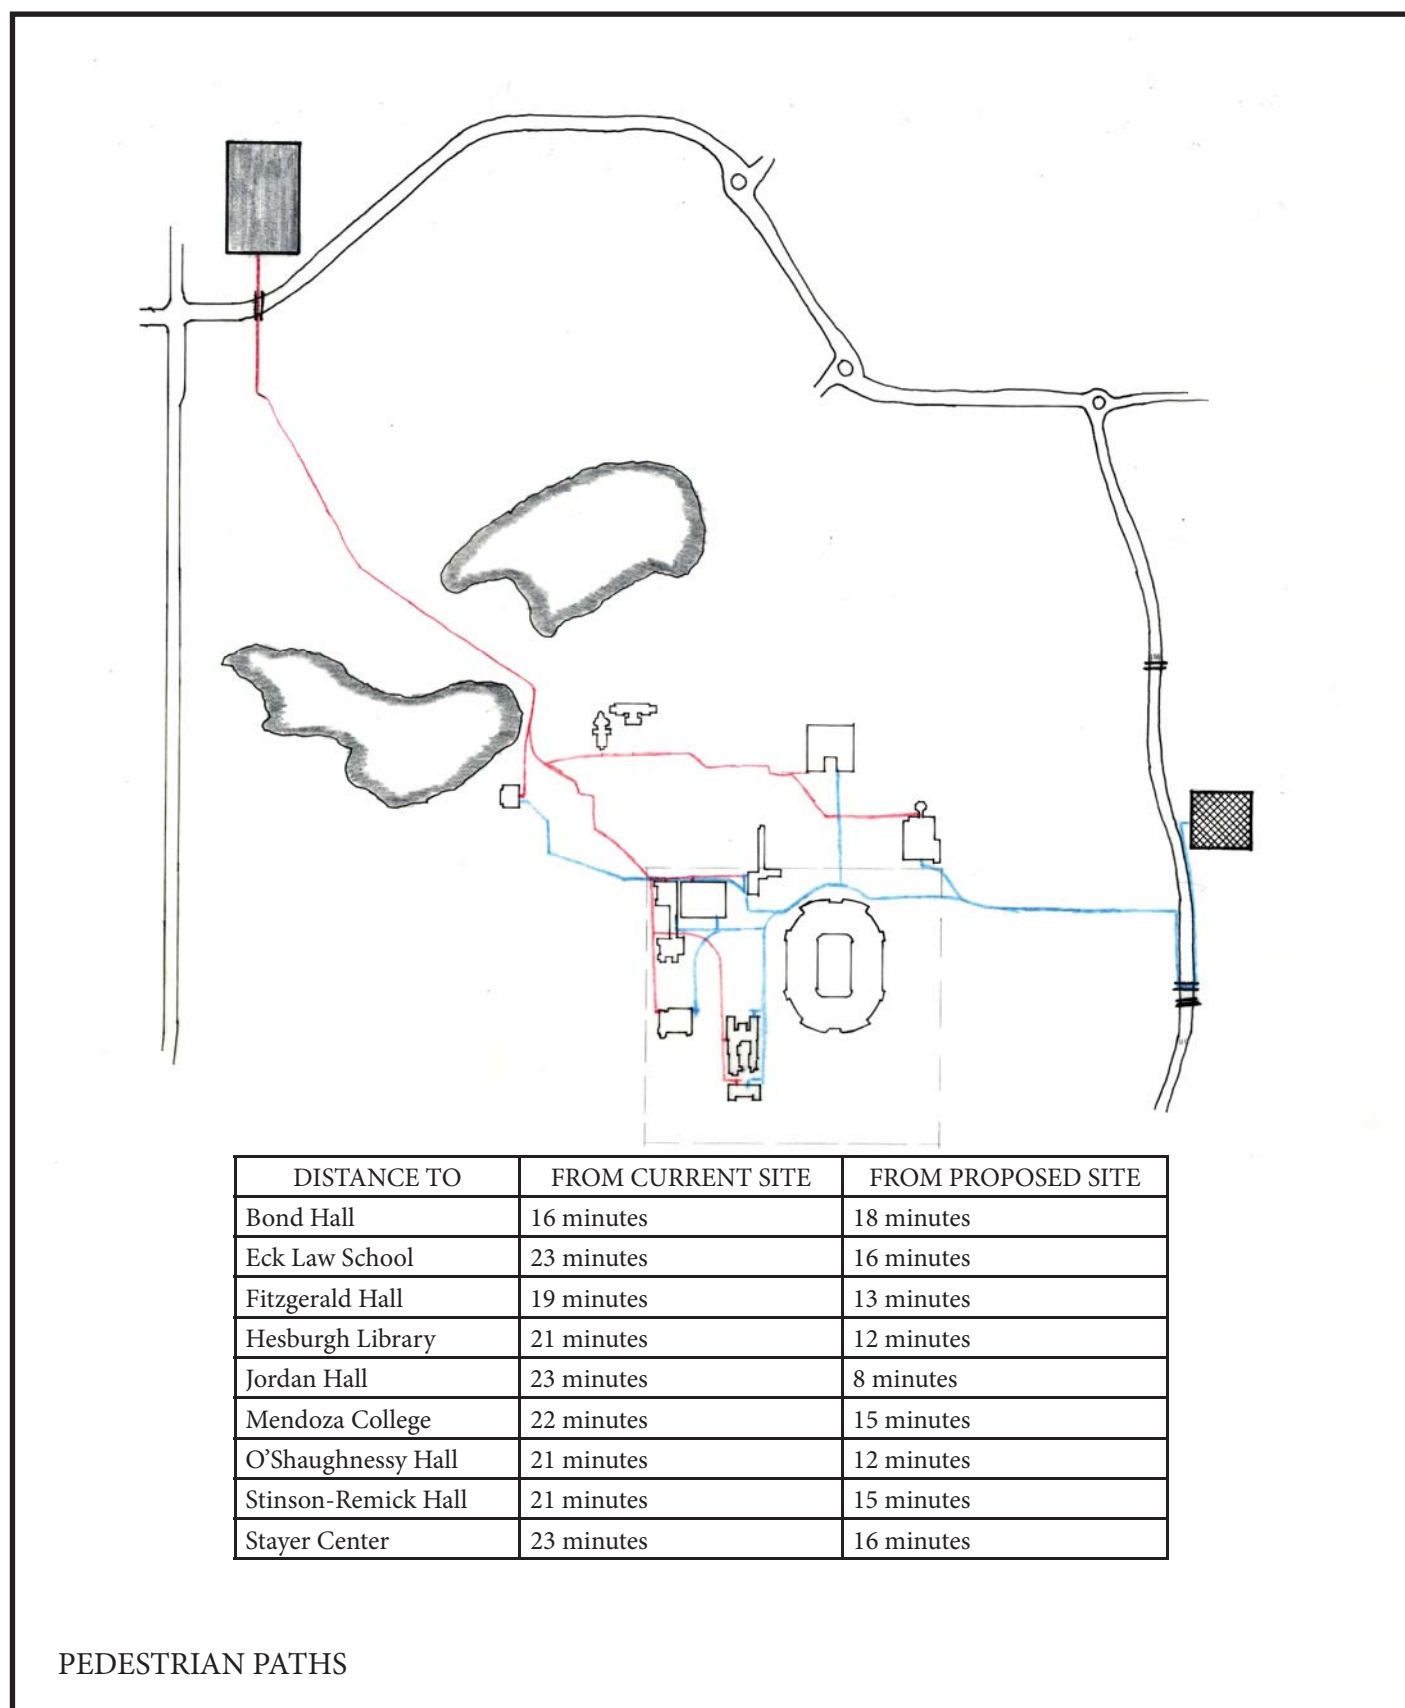 DISTANCE TO FROM CURRENT SITE FROM PROPOSED SITE
Bond Hall 16 minutes 18 minutes
Eck Law School 23 minutes 16 minutes
Fitzgerald Hall 19 minutes 13 minutes
Hesburgh Library 21 minutes 12 minutes
Jordan Hall 23 minutes 8 minutes
Mendoza College 22 minutes 15 minutes
O'Shaughnessy Hall 21 minutes 12 minutes
Stinson-Remick Hall 21 minutes 15 minutes
Stayer Center 23 minutes 16 minutes
PEDESTRIAN PATHS